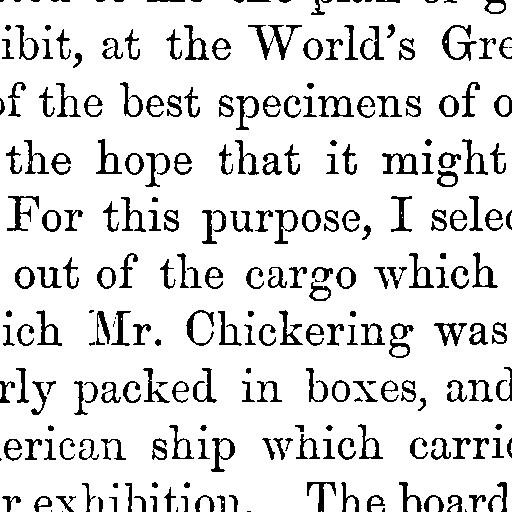 ibit, at the World's Gre
of the best specimens of o
the hope that it might
For this purpose, I selec
out of the cargo which
ich Mr. Chickering was
rly packed in boxes, and
erican ship which carric
r exhibition. The board